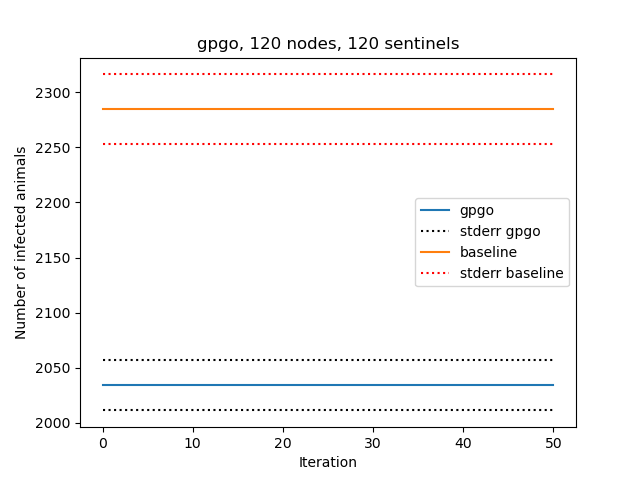 gpgo, 120 nodes, 120 sentinels
Number of infected animals
2300
2250
2200
2150
2100
2050
2000
gpgo
stderr gpgo
baseline
stderr baseline
0 10 20 30 40 50
Iteration